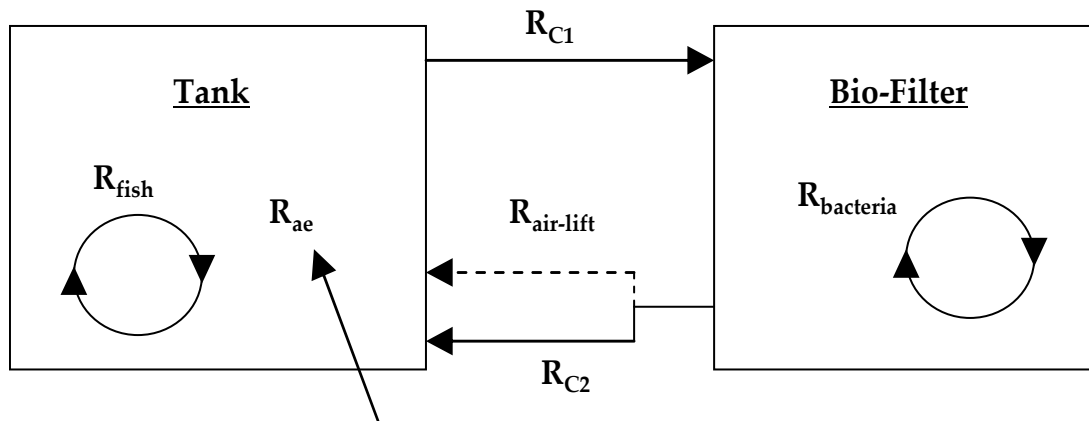 R_C1
Tank
Bio-Filter
R_fish
R_ae
R_air-lift
R_bacteria
R_C2